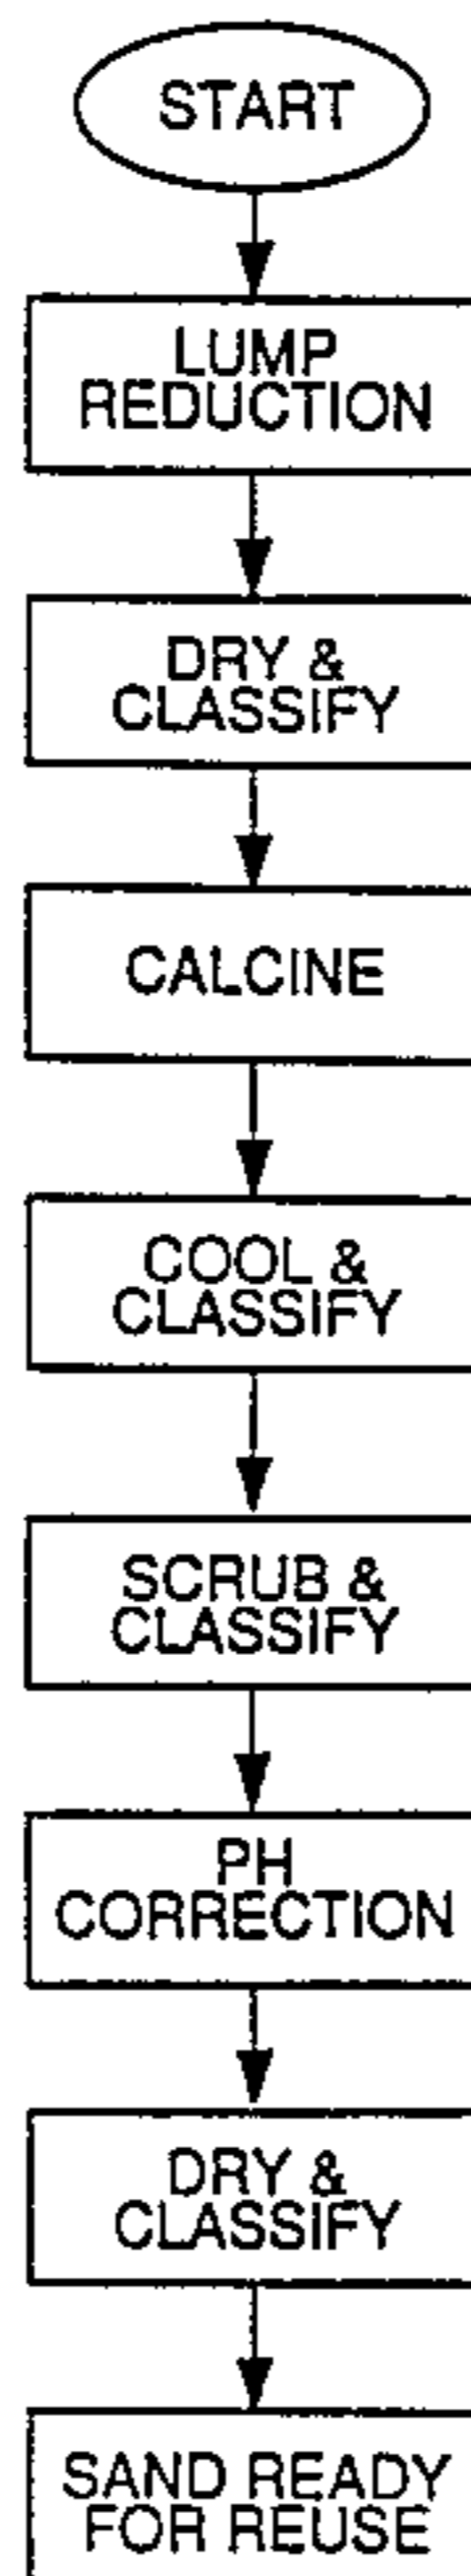 START
LUMP
REDUCTION
DRY &
CLASSIFY
CALCINE
COOL &
CLASSIFY
SCRUB &
CLASSIFY
PH
CORRECTION
DRY &
CLASSIFY
SAND READY
FOR REUSE